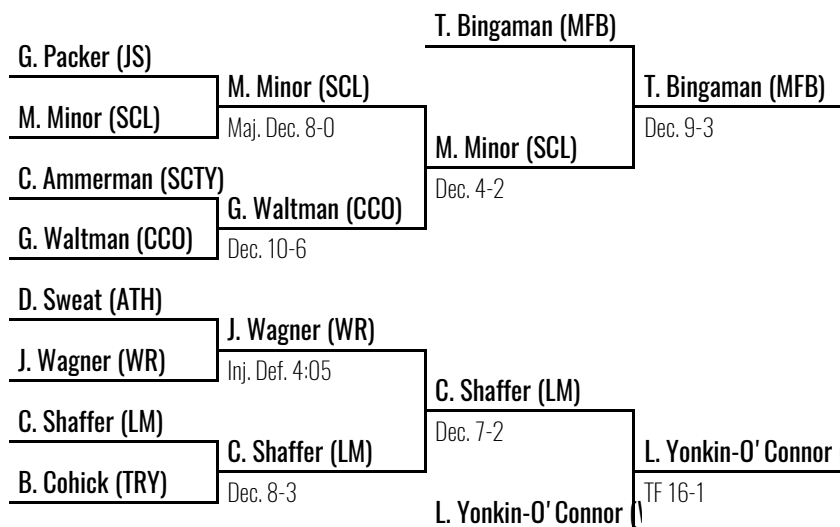 T. Bingaman (MFB)
G. Packer (JS)
M. Minor (SCL)
T. Bingaman (MFB)
M. Minor (SCL)
Maj. Dec. 8-0
Dec. 9-3
M. Minor (SCL)
C. Ammerman (SCTY)
Dec. 4-2
G. Waltman (CCO)
G. Waltman (CCO)
Dec. 10-6
D. Sweat (ATH)
J. Wagner (WR)
J. Wagner (WR)
Inj. Def. 4:05
C. Shaffer (LM)
C. Shaffer (LM)
Dec. 7-2
C. Shaffer (LM)
L. Yonkin-O'Connor
B. Cohick (TRY)
Dec. 8-3
TF 16-1
L. Yonkin-O'Connor